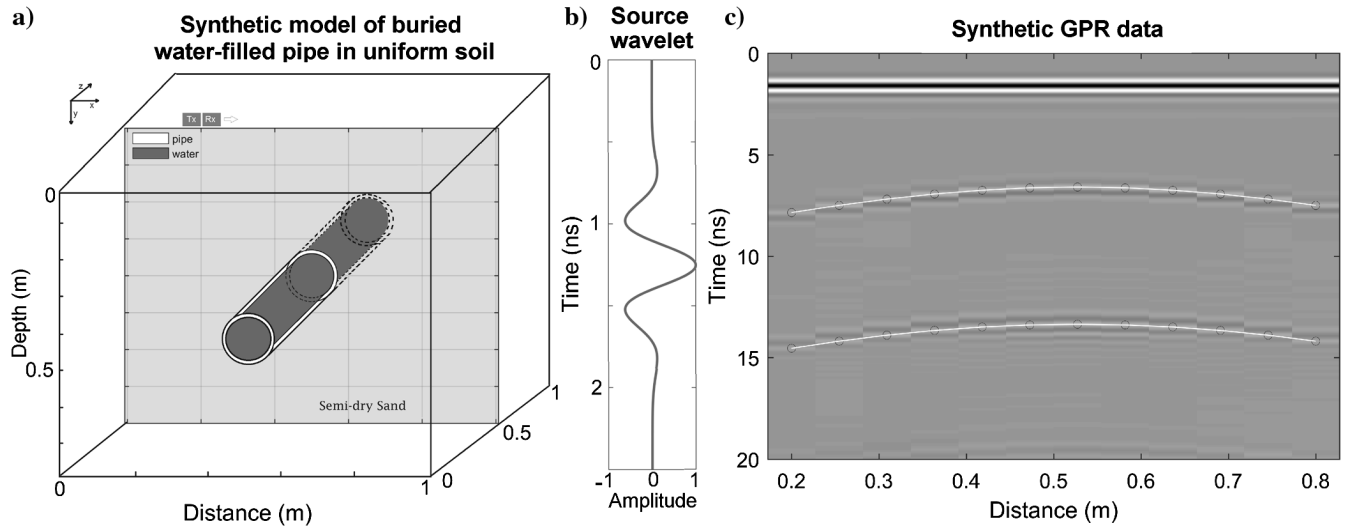 a)
Synthetic model of buried
water-filled pipe in uniform soil
z
x
y
Tx Rx
pipe
water
Semi-dry Sand
0
0.5
Depth (m)
0
1
Distance (m)
0
0.5
1
b)
Source
wavelet
0
1
2
Time (ns)
-1 0 1
Amplitude
c)
Synthetic GPR data
0
5
10
15
20
Time (ns)
0.2 0.3 0.4 0.5 0.6 0.7 0.8
Distance (m)